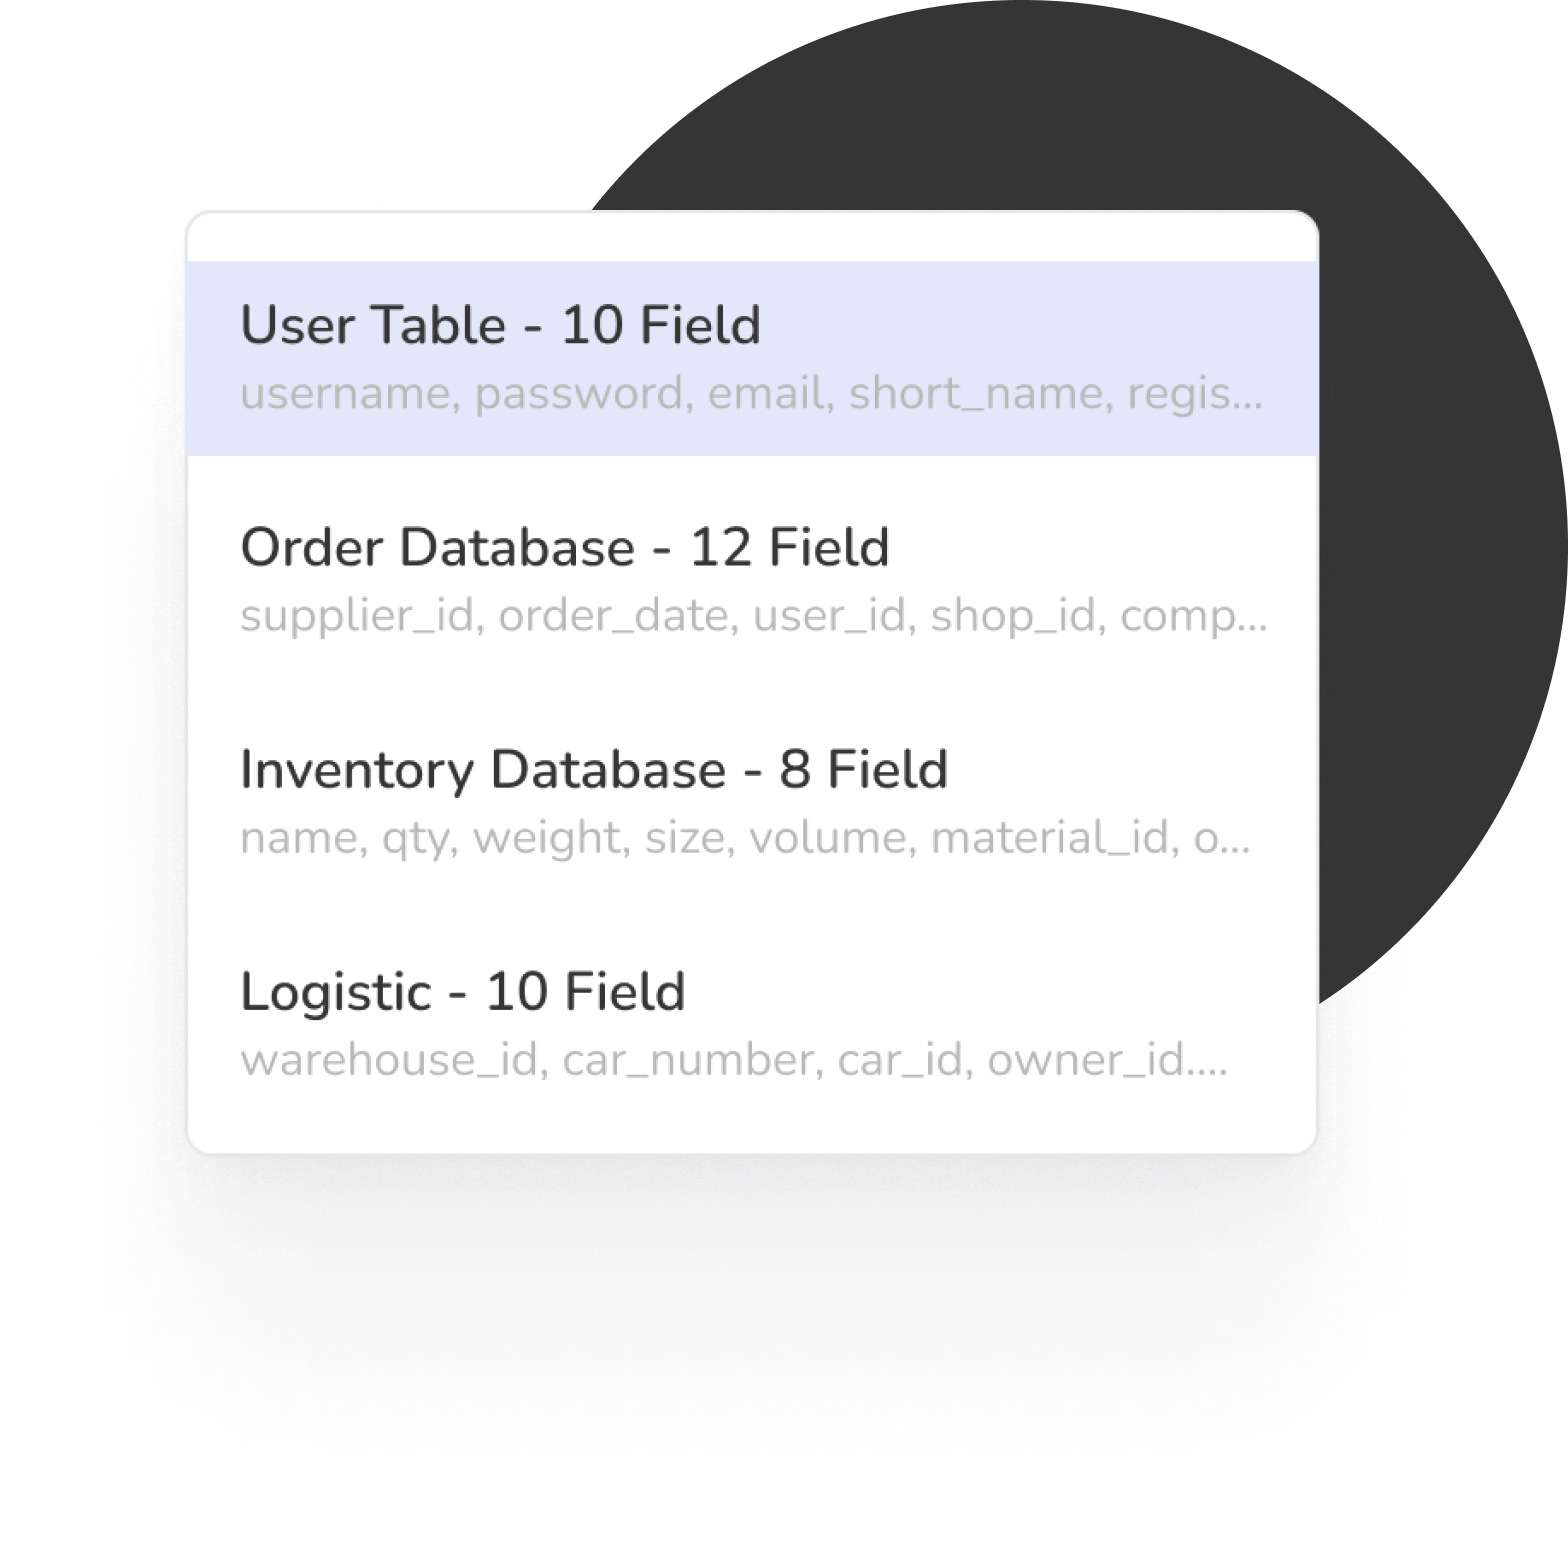 User Table - 10 Field
username, password, email, short_name, regis...
Order Database - 12 Field
supplier_id, order_date, user_id, shop_id, comp...
Inventory Database - 8 Field
name, qty, weight, size, volume, material_id, o...
Logistic - 10 Field
warehouse_id, car_number, car_id, owner_id....